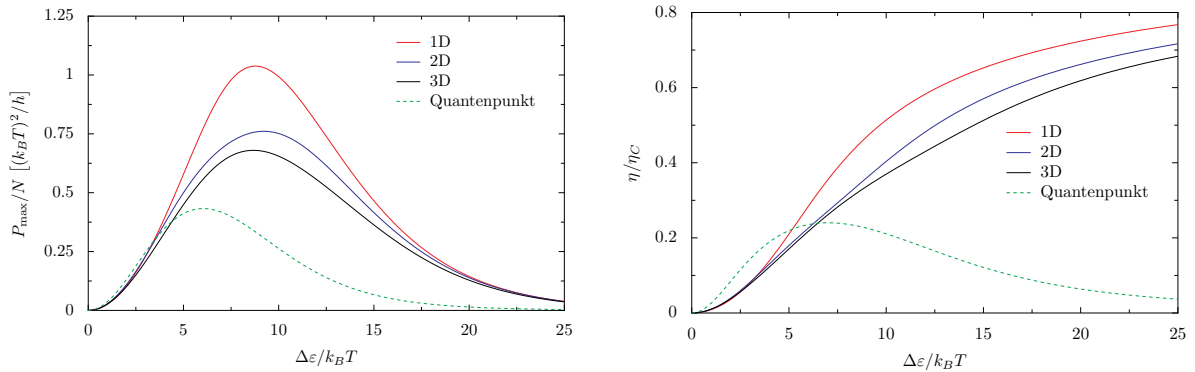 P_max/N [(k_BT)^2/h]
1.25
1
0.75
0.5
0.25
0
0 5 10 15 20 25
Δε/k_BT
1D
2D
3D
Quantenpunkt
η/η_C
0.8
0.6
0.4
0.2
0
0 5 10 15 20 25
Δε/k_BT
1D
2D
3D
Quantenpunkt